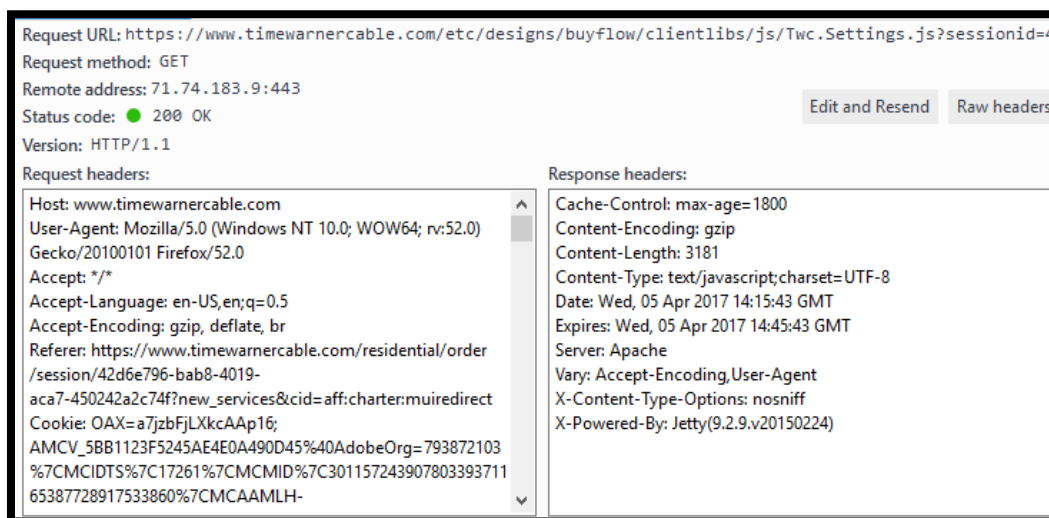 Request URL: https://www.timewarnercable.com/etc/designs/buyflow/clientlibs/js/Twc.Settings.js?sessionid=4
Request method: GET
Remote address: 71.74.183.9:443
Status code: 200 OK
Edit and Resend
Raw headers
Version: HTTP/1.1
Request headers:
Host: www.timewarnercable.com
User-Agent: Mozilla/5.0 (Windows NT 10.0; WOW64; rv:52.0)
Gecko/20100101 Firefox/52.0
Accept: */*
Accept-Language: en-US,en;q=0.5
Accept-Encoding: gzip, deflate, br
Referer: https://www.timewarnercable.com/residential/order
/session/42d6e796-bab8-4019-
aca7-450242a2c74f?new_services&cid=aff:charter:muiredirect
Cookie: OAX=a7jzbFjLXkcAAp16;
AMCV_5BB1123F5245AE4E0A490D45%40AdobeOrg=793872103
%7CMCIDTS%7C17261%7CMCMID%7C301157243907803393711
65387728917533860%7CMCAAMLH-
Response headers:
Cache-Control: max-age=1800
Content-Encoding: gzip
Content-Length: 3181
Content-Type: text/javascript;charset=UTF-8
Date: Wed, 05 Apr 2017 14:15:43 GMT
Expires: Wed, 05 Apr 2017 14:45:43 GMT
Server: Apache
Vary: Accept-Encoding,User-Agent
X-Content-Type-Options: nosniff
X-Powered-By: Jetty(9.2.9.v20150224)